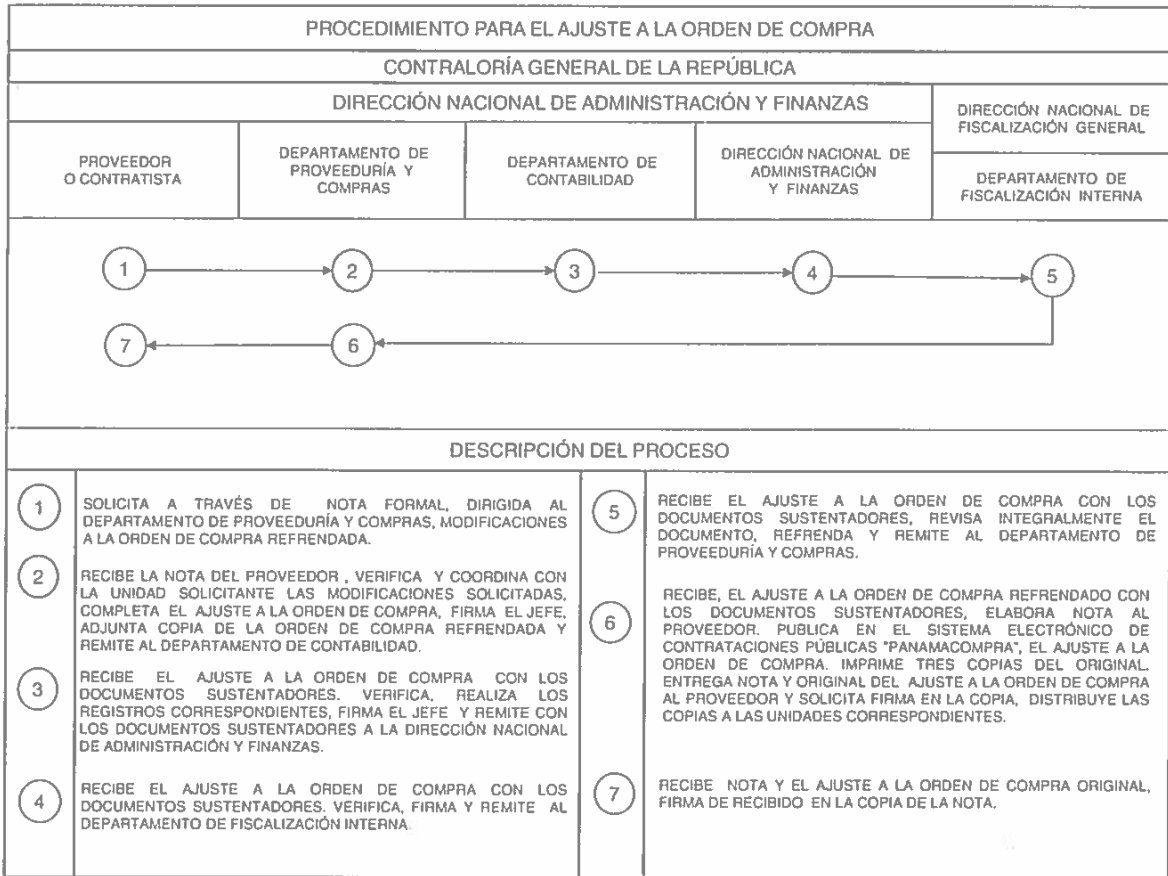 PROCEDIMIENTO PARA EL AJUSTE A LA ORDEN DE COMPRA
CONTRALORÍA GENERAL DE LA REPÚBLICA
DIRECCIÓN NACIONAL DE ADMINISTRACIÓN Y FINANZAS
DIRECCIÓN NACIONAL DE
FISCALIZACIÓN GENERAL
PROVEEDOR
O CONTRATISTA
DEPARTAMENTO DE
PROVEEDURÍA Y
COMPRAS
DEPARTAMENTO DE
CONTABILIDAD
DIRECCIÓN NACIONAL DE
ADMINISTRACIÓN
Y FINANZAS
DEPARTAMENTO DE
FISCALIZACIÓN INTERNA
1
2
3
4
5
7
6
DESCRIPCIÓN DEL PROCESO
1
SOLICITA A TRAVÉS DE NOTA FORMAL, DIRIGIDA AL
DEPARTAMENTO DE PROVEEDURÍA Y COMPRAS, MODIFICACIONES
A LA ORDEN DE COMPRA REFRENDADA.
2
RECIBE LA NOTA DEL PROVEEDOR , VERIFICA Y COORDINA CON
LA UNIDAD SOLICITANTE LAS MODIFICACIONES SOLICITADAS,
COMPLETA EL AJUSTE A LA ORDEN DE COMPRA, FIRMA EL JEFE,
ADJUNTA COPIA DE LA ORDEN DE COMPRA REFRENDADA Y
REMITE AL DEPARTAMENTO DE CONTABILIDAD.
3
RECIBE EL AJUSTE A LA ORDEN DE COMPRA CON LOS
DOCUMENTOS SUSTENTADORES. VERIFICA, REALIZA LOS
REGISTROS CORRESPONDIENTES, FIRMA EL JEFE Y REMITE CON
LOS DOCUMENTOS SUSTENTADORES A LA DIRECCIÓN NACIONAL
DE ADMINISTRACIÓN Y FINANZAS.
4
RECIBE EL AJUSTE A LA ORDEN DE COMPRA CON LOS
DOCUMENTOS SUSTENTADORES. VERIFICA, FIRMA Y REMITE AL
DEPARTAMENTO DE FISCALIZACIÓN INTERNA.
5
RECIBE EL AJUSTE A LA ORDEN DE COMPRA CON LOS
DOCUMENTOS SUSTENTADORES, REVISA INTEGRALMENTE EL
DOCUMENTO, REFRENDA Y REMITE AL DEPARTAMENTO DE
PROVEEDURÍA Y COMPRAS.
6
RECIBE, EL AJUSTE A LA ORDEN DE COMPRA REFRENDADO CON
LOS DOCUMENTOS SUSTENTADORES, ELABORA NOTA AL
PROVEEDOR. PUBLICA EN EL SISTEMA ELECTRÓNICO DE
CONTRATACIONES PÚBLICAS "PANAMACOMPRA", EL AJUSTE A LA
ORDEN DE COMPRA. IMPRIME TRES COPIAS DEL ORIGINAL.
ENTREGA NOTA Y ORIGINAL DEL AJUSTE A LA ORDEN DE COMPRA
AL PROVEEDOR Y SOLICITA FIRMA EN LA COPIA, DISTRIBUYE LAS
COPIAS A LAS UNIDADES CORRESPONDIENTES.
7
RECIBE NOTA Y EL AJUSTE A LA ORDEN DE COMPRA ORIGINAL,
FIRMA DE RECIBIDO EN LA COPIA DE LA NOTA.